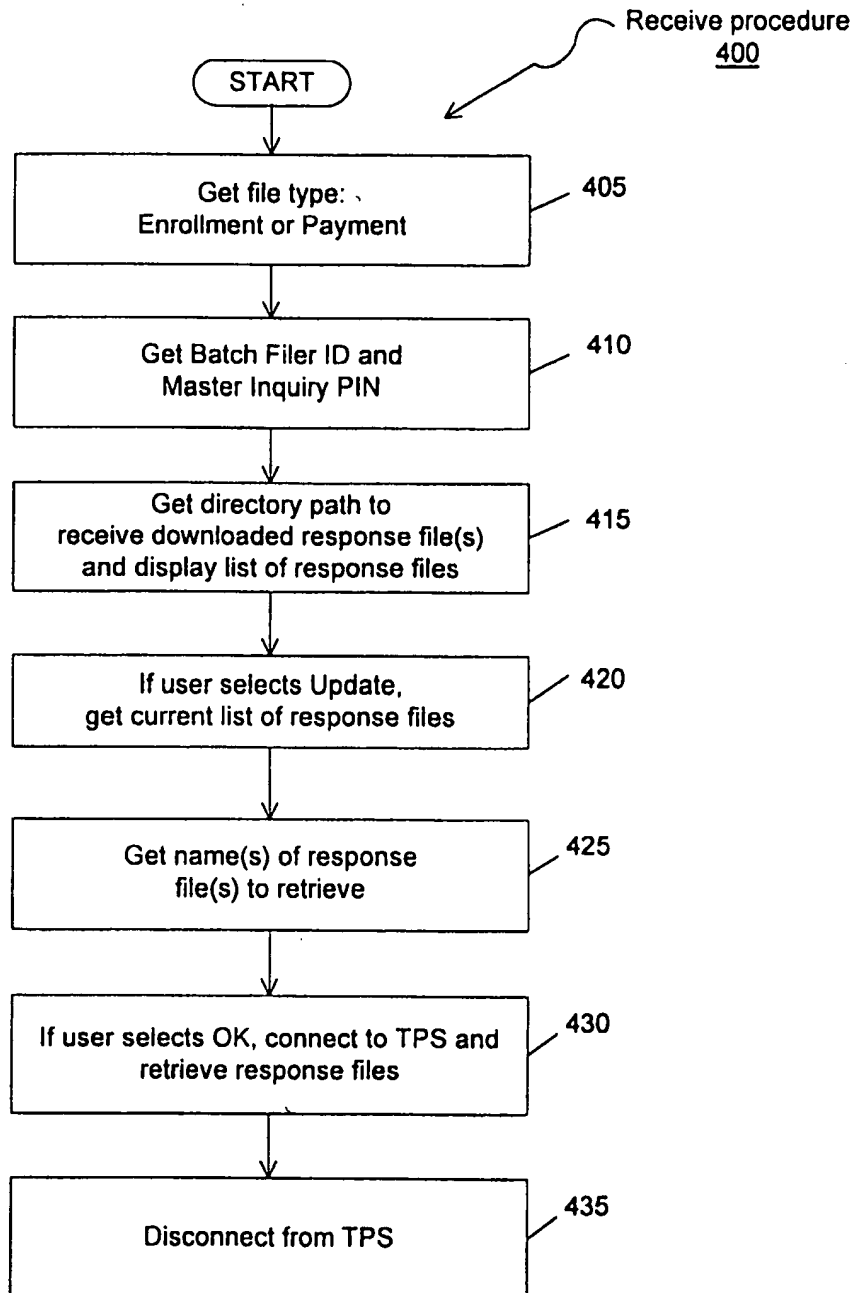 Receive procedure
400
START
Get file type:
Enrollment or Payment
405
Get Batch Filer ID and
Master Inquiry PIN
410
Get directory path to
receive downloaded response file(s)
and display list of response files
415
If user selects Update,
get current list of response files
420
Get name(s) of response
file(s) to retrieve
425
If user selects OK, connect to TPS and
retrieve response files
430
Disconnect from TPS
435